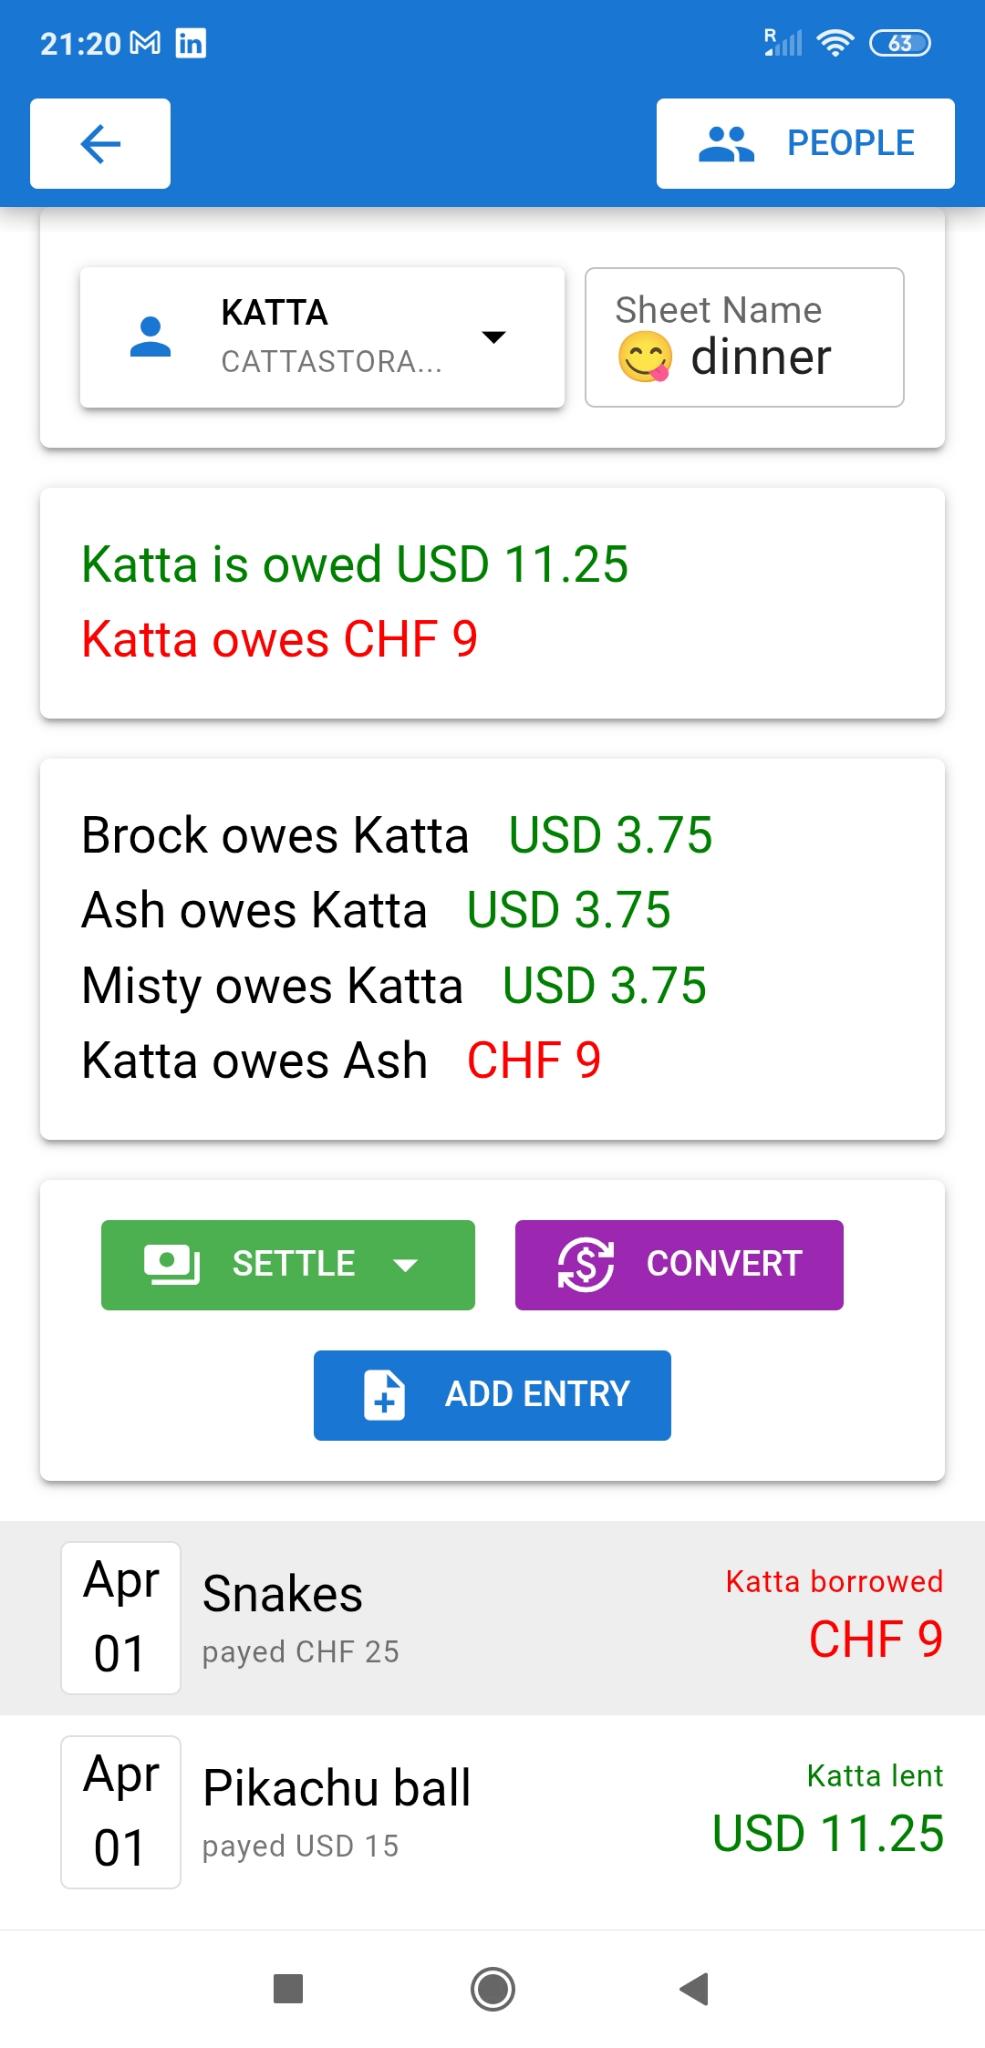 21:20
R
63
PEOPLE
KATTA
CATTASTORA...
Sheet Name
😋 dinner
Katta is owed USD 11.25
Katta owes CHF 9
Brock owes Katta USD 3.75
Ash owes Katta USD 3.75
Misty owes Katta USD 3.75
Katta owes Ash CHF 9
SETTLE
CONVERT
ADD ENTRY
Apr
01
Snakes
payed CHF 25
Katta borrowed
CHF 9
Apr
01
Pikachu ball
payed USD 15
Katta lent
USD 11.25